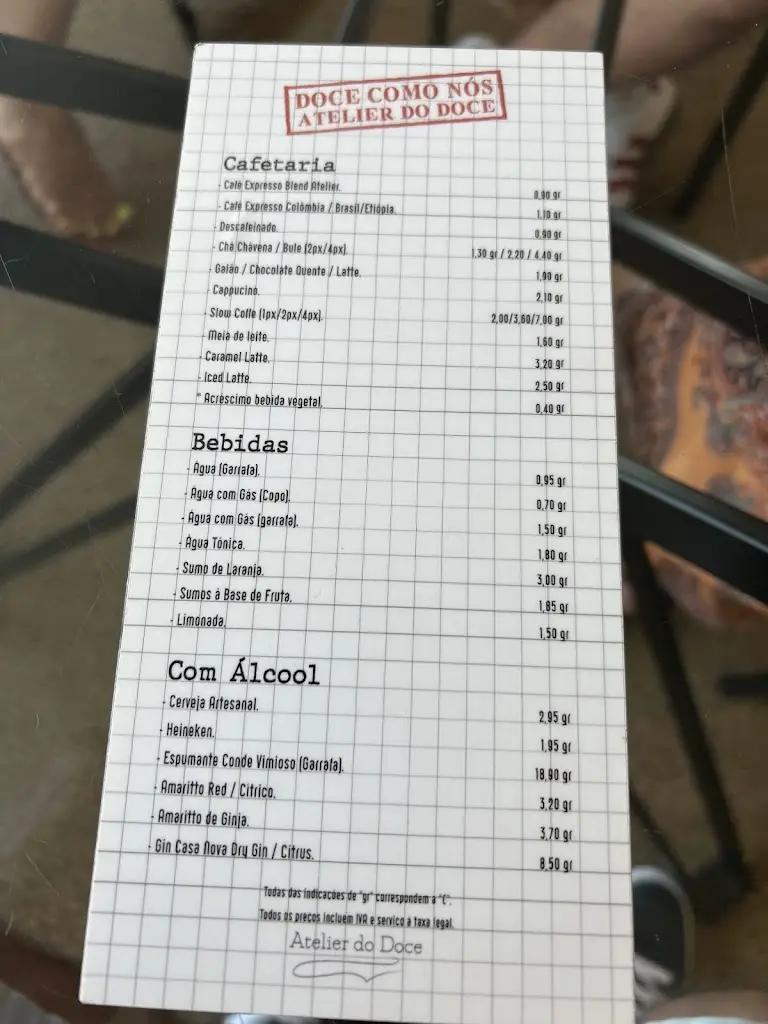 DOCE COMO NÓS
ATELIER DO DOCE
Cafetaria
- Café Expresso Blend Atelier. 0,90 gr
- Café Expresso Colômbia / Brasil/Etiópia. 1,10 gr
- Descafeinado. 0,90 gr
- Chá Chávena / Bule (2px/4px). 1,30 gr / 2,20 / 4,40 gr
- Galão / Chocolate Quente / Latte. 1,90 gr
- Cappucino. 2,10 gr
- Slow Coffe (1px/2px/4px). 2,00/3,60/7,00 gr
- Meia de leite. 1,60 gr
- Caramel Latte. 3,20 gr
- Iced Latte. 2,50 gr
* Acréscimo bebida vegetal. 0,40 gr
Bebidas
- Água (Garrafa). 0,95 gr
- Água com Gás (Copo). 0,70 gr
- Água com Gás (garrafa). 1,50 gr
- Água Tónica. 1,80 gr
- Sumo de Laranja. 3,00 gr
- Sumos à Base de Fruta. 1,85 gr
- Limonada. 1,50 gr
Com Álcool
- Cerveja Artesanal. 2,95 gr
- Heineken. 1,95 gr
- Espumante Conde Vimioso (Garrafa). 18,90 gr
- Amaritto Red / Citrico. 3,20 gr
- Amaritto de Ginja. 3,70 gr
- Gin Casa Nova Dry Gin / Citrus. 8,50 gr
Todas das indicações de "gr" correspondem a "€".
Todos os preços incluem IVA e serviço à taxa legal.
Atelier do Doce